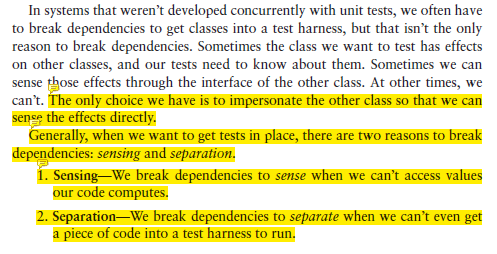 In systems that weren't developed concurrently with unit tests, we often have
to break dependencies to get classes into a test harness, but that isn't the only
reason to break dependencies. Sometimes the class we want to test has effects
on other classes, and our tests need to know about them. Sometimes we can
sense those effects through the interface of the other class. At other times, we
can't. The only choice we have is to impersonate the other class so that we can
sense the effects directly.
Generally, when we want to get tests in place, there are two reasons to break
dependencies: sensing and separation.
1. Sensing—We break dependencies to sense when we can't access values
our code computes.
2. Separation—We break dependencies to separate when we can't even get
a piece of code into a test harness to run.